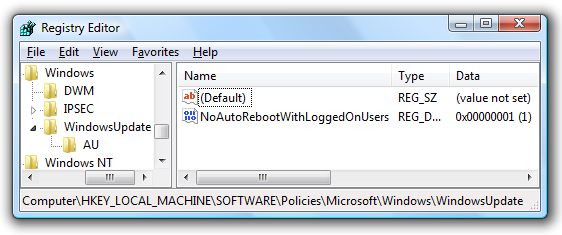 Registry Editor
File Edit View Favorites Help
Windows
DWM
IPSEC
WindowsUpdate
AU
Windows NT
Name Type Data
ab (Default) REG_SZ (value not set)
NoAutoRebootWithLoggedOnUsers REG_D... 0x00000001 (1)
Computer\HKEY_LOCAL_MACHINE\SOFTWARE\Policies\Microsoft\Windows\WindowsUpdate